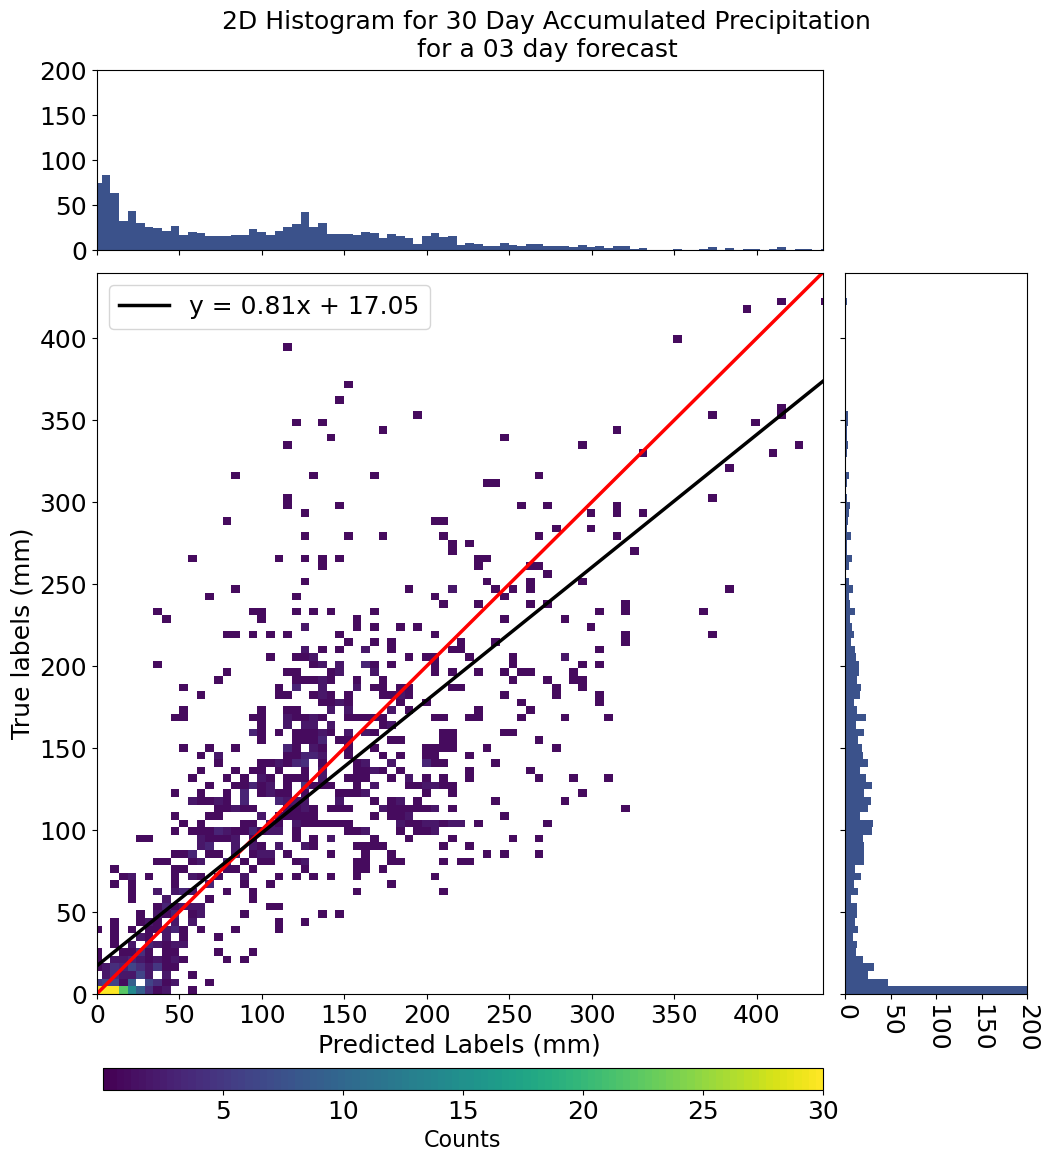 2D Histogram for 30 Day Accumulated Precipitation
for a 03 day forecast
200
150
100
50
0
y = 0.81x + 17.05
True labels (mm)
400
350
300
250
200
150
100
50
0
0 50 100 150 200 250 300 350 400
Predicted Labels (mm)
0 50 100 150 200
5 10 15 20 25 30
Counts